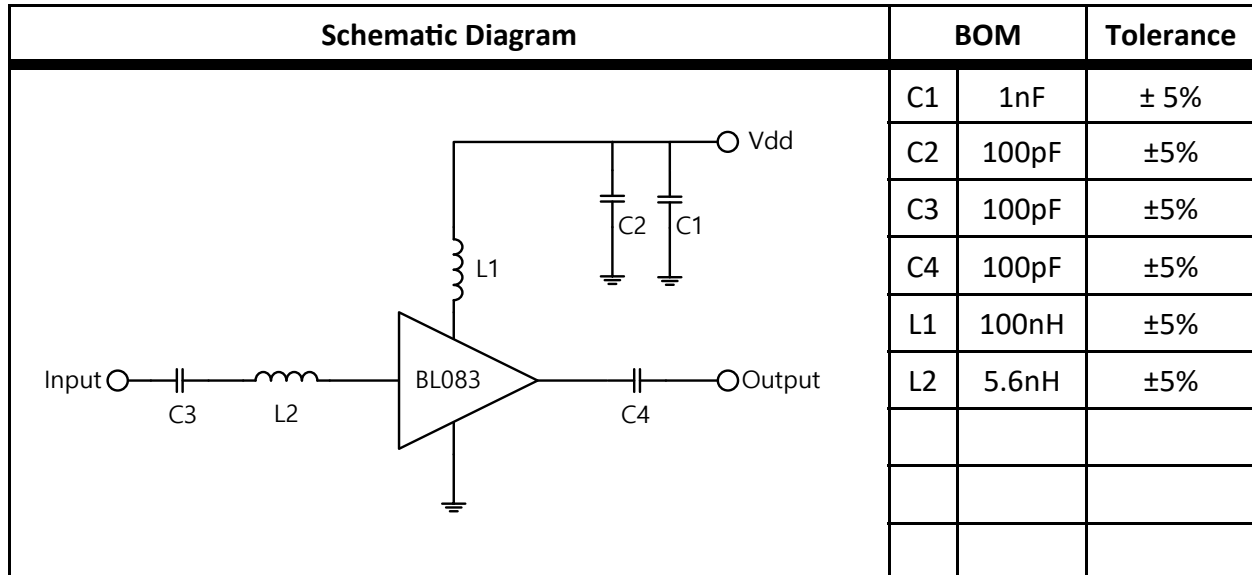 Schematic Diagram BOM Tolerance
C1 1nF ± 5%
Vdd
C2 100pF ±5%
C2 C1
C3 100pF ±5%
L1
C4 100pF ±5%
L1 100nH ±5%
Input BL083 Output
L2 5.6nH ±5%
C3 L2 C4